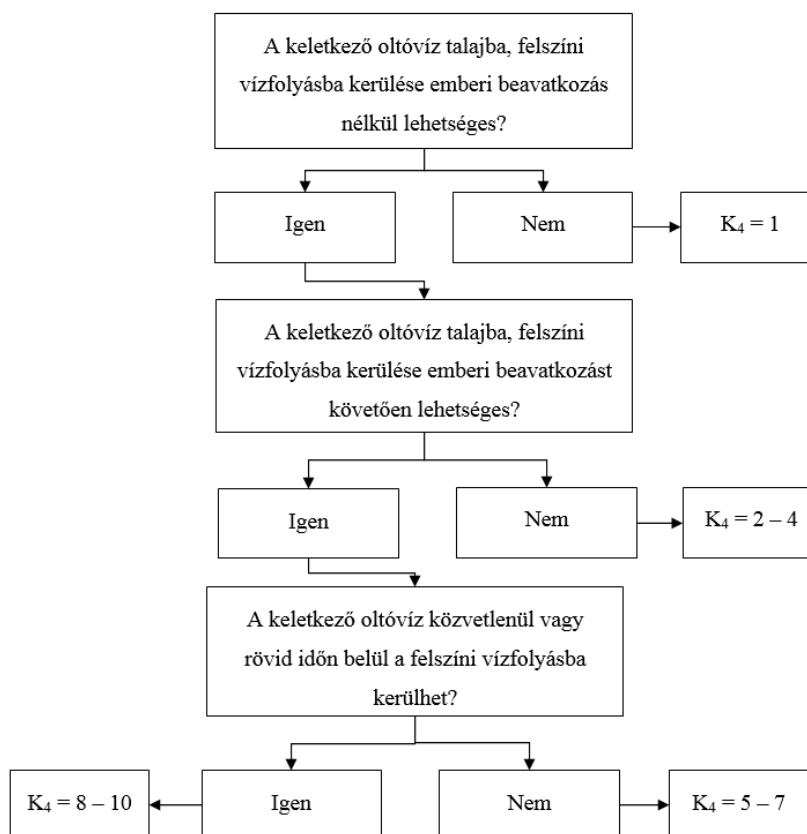 A keletkező oltóvíz talajba, felszíni
vízfolyásba kerülése emberi beavatkozás
nélkül lehetséges?
Igen
Nem
K₄ = 1
A keletkező oltóvíz talajba, felszíni
vízfolyásba kerülése emberi beavatkozást
követően lehetséges?
Igen
Nem
K₄ = 2 – 4
A keletkező oltóvíz közvetlenül vagy
rövid időn belül a felszíni vízfolyásba
kerülhet?
K₄ = 8 – 10
Igen
Nem
K₄ = 5 – 7